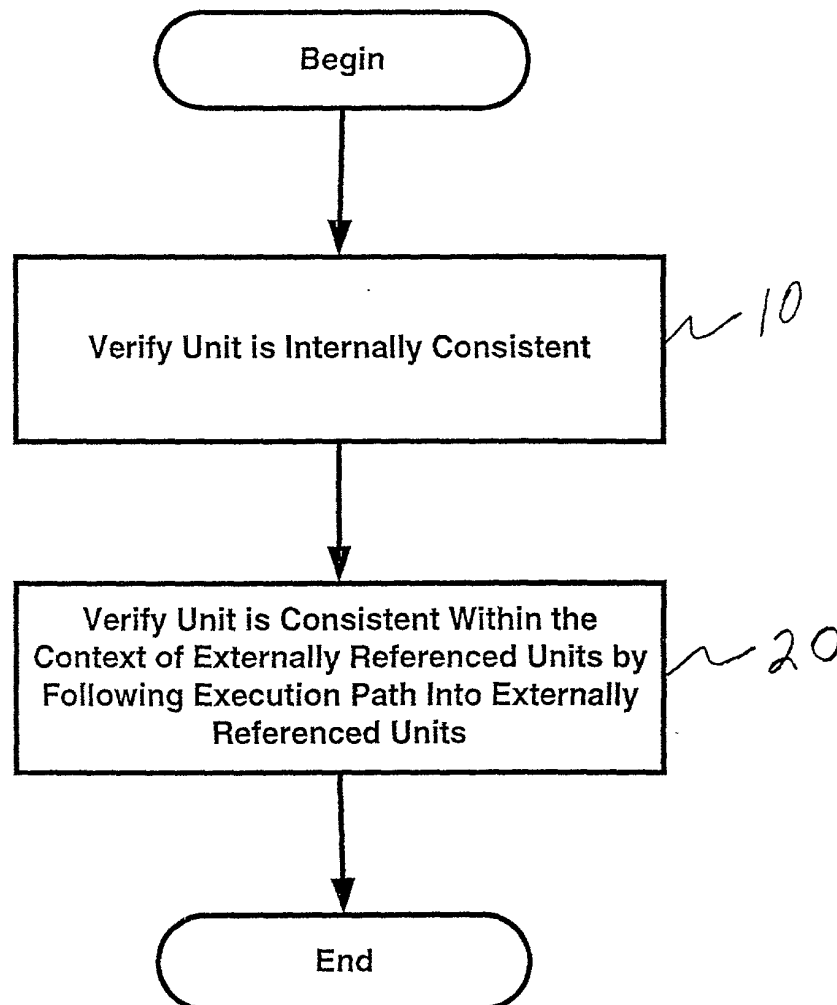 Begin
Verify Unit is Internally Consistent
10
Verify Unit is Consistent Within the
Context of Externally Referenced Units by
Following Execution Path Into Externally
Referenced Units
20
End